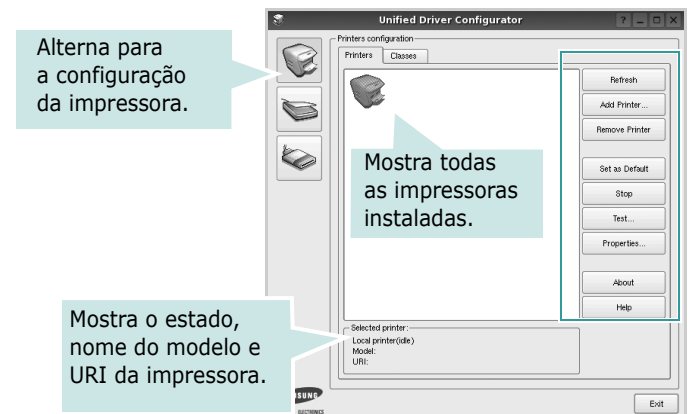 Unified Driver Configurator
Alterna para
a configuração
da impressora.
Printers configuration
Printers
Classes
Mostra todas
as impressoras
instaladas.
Refresh
Add Printer...
Remove Printer
Set as Default
Stop
Test...
Properties...
About
Help
Mostra o estado,
nome do modelo e
URI da impressora.
Selected printer:
Local printer(idle)
Model:
URI:
SUNG
ELECTRONICS
Exit